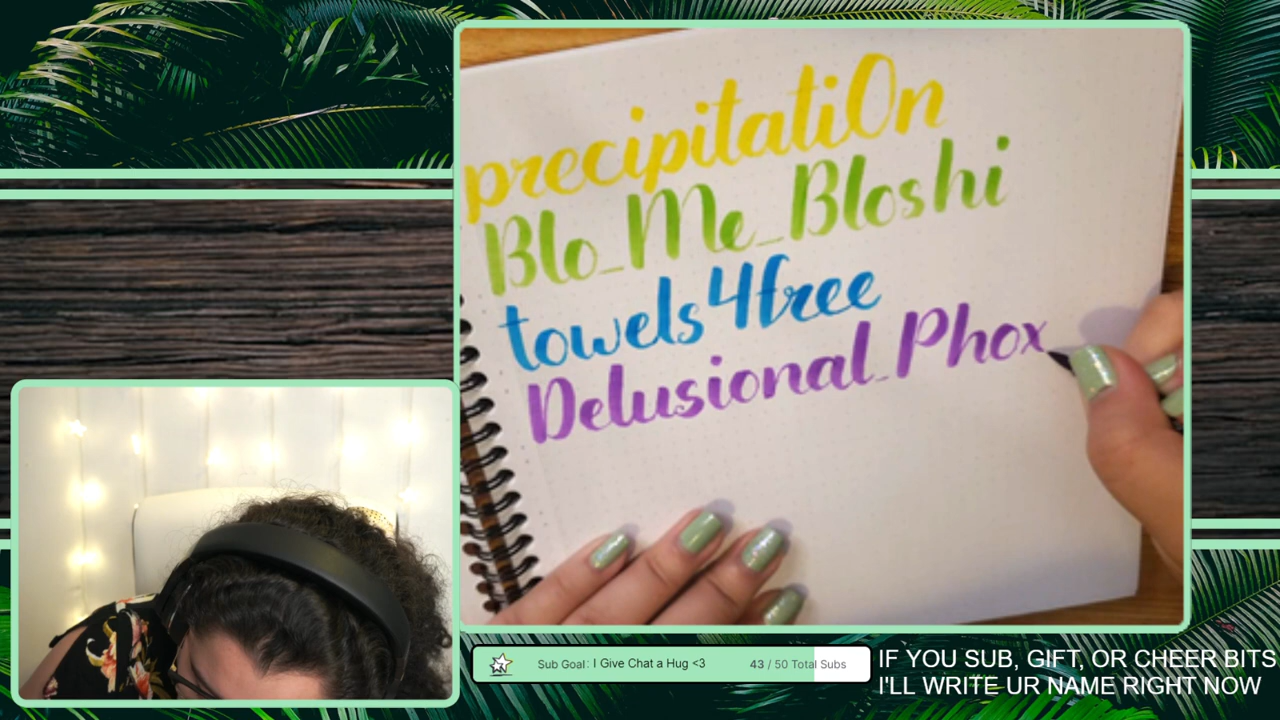 precipitatiOn
Blo_Me_Bloshi
towels4free
Delusional_Phox
Sub Goal: I Give Chat a Hug <3 43 / 50 Total Subs
IF YOU SUB, GIFT, OR CHEER BITS
I'LL WRITE UR NAME RIGHT NOW